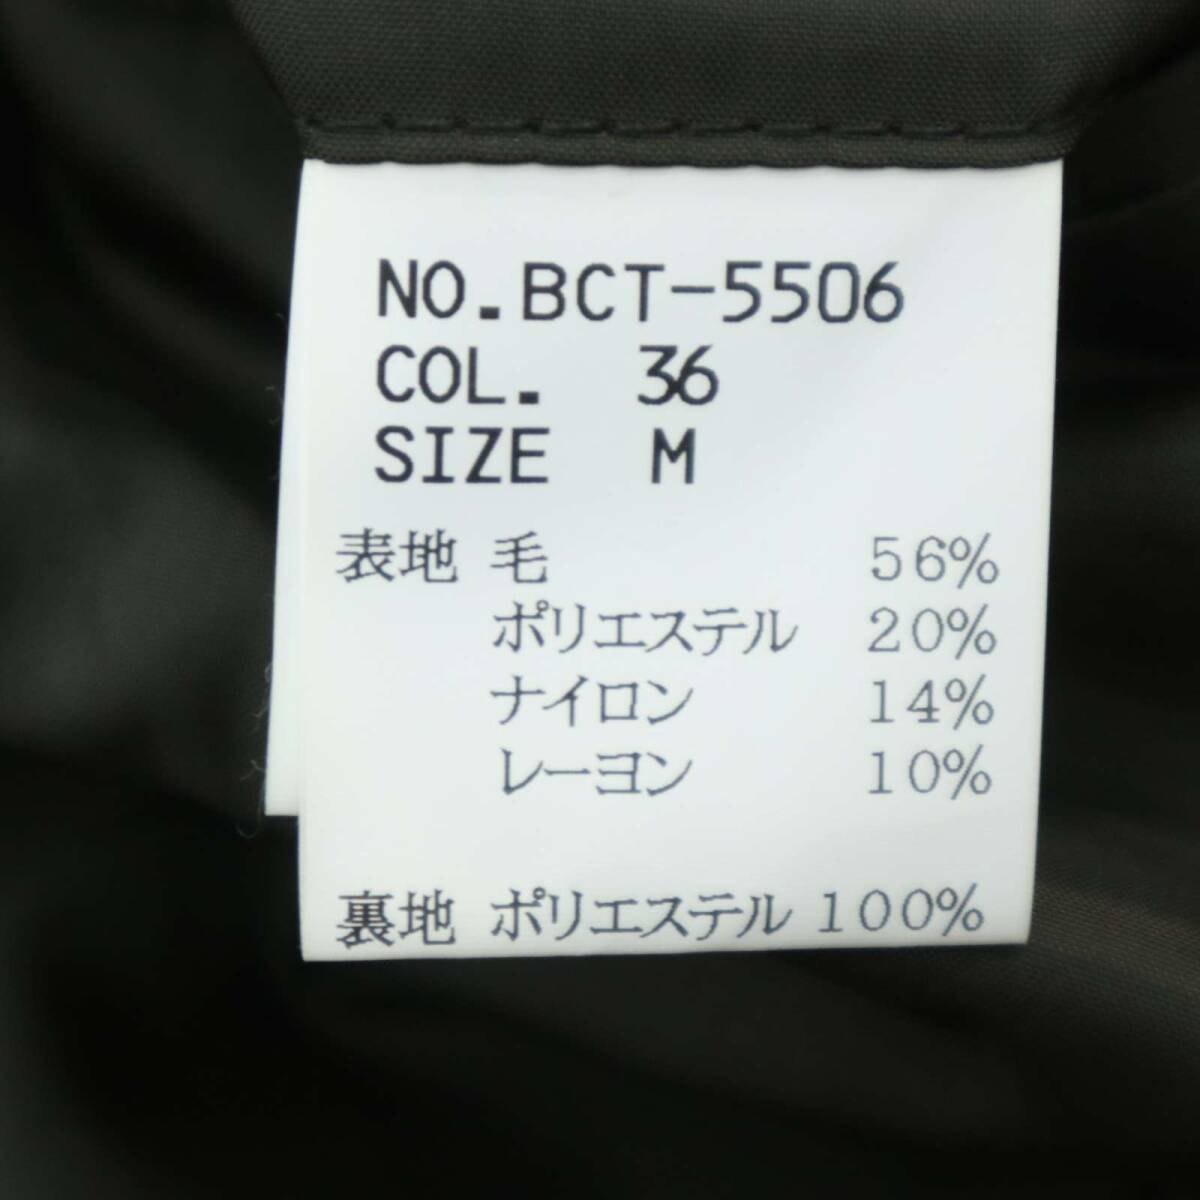 NO.BCT-5506
COL. 36
SIZE M
表地 毛 56%
ポリエステル 20%
ナイロン 14%
レーヨン 10%
裏地 ポリエステル 100%